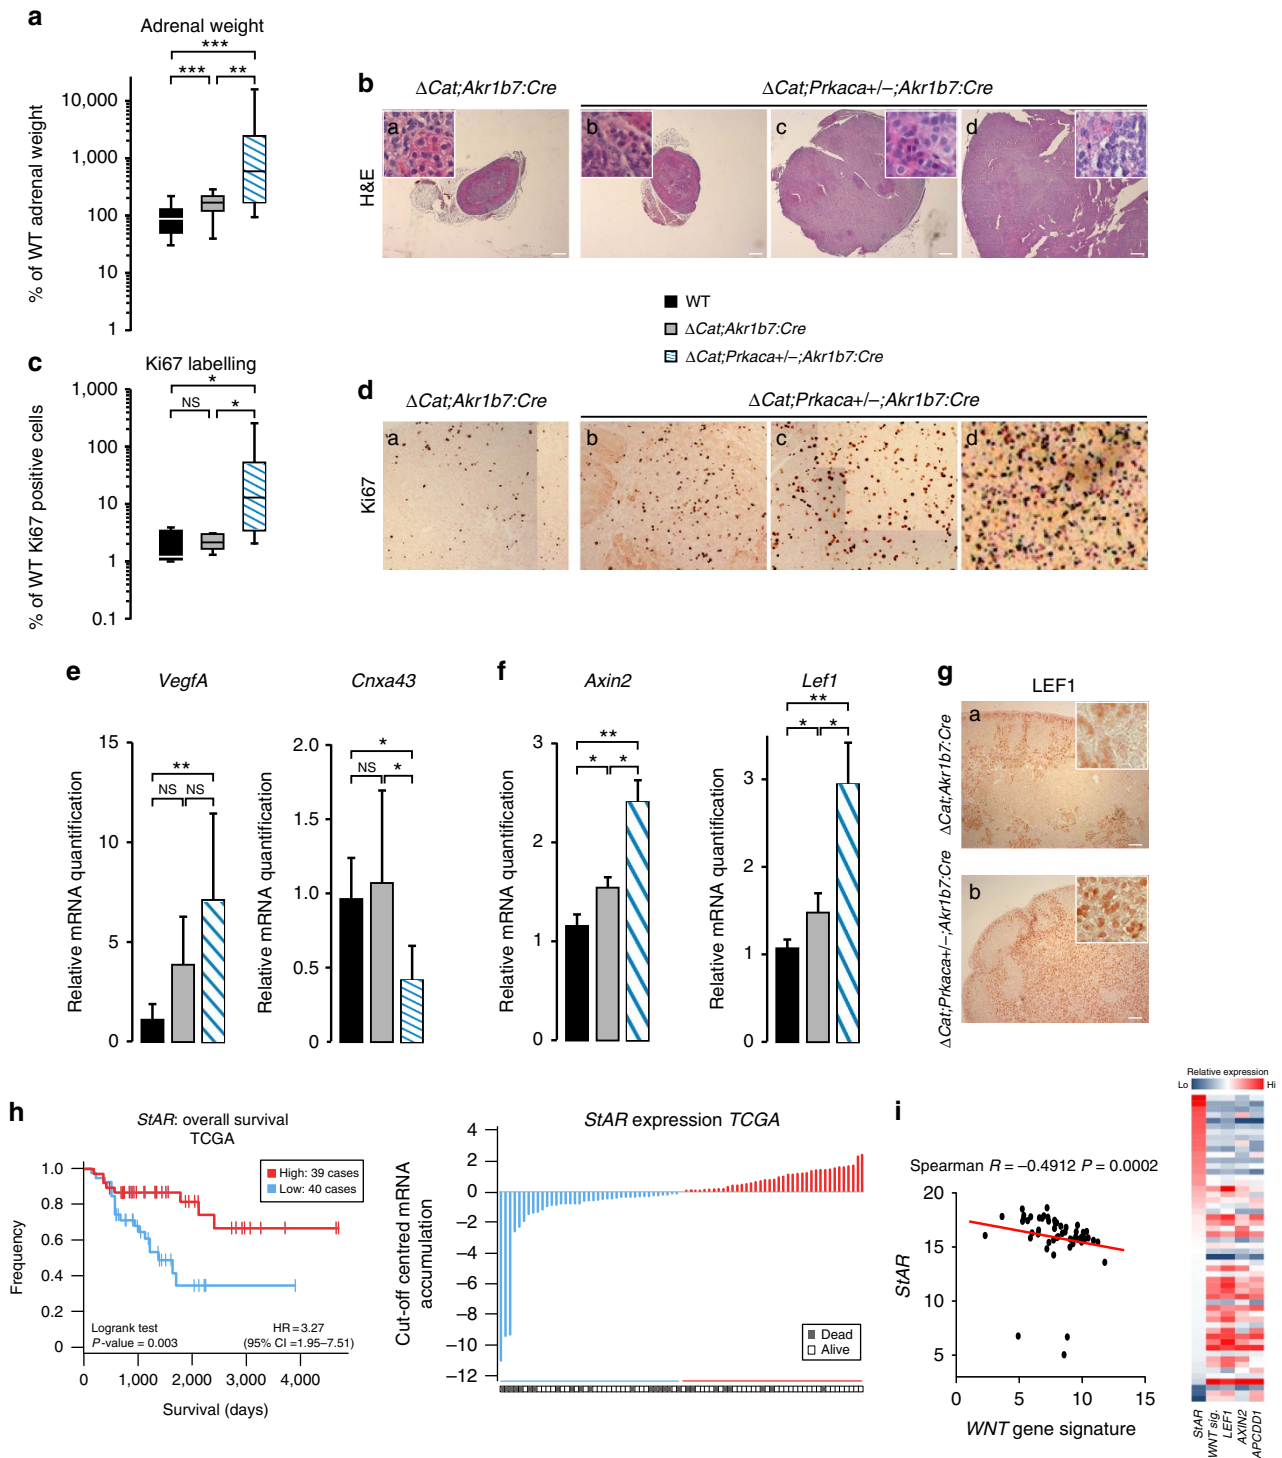 a
Adrenal weight
***
*** **
% of WT adrenal weight
10,000
1,000
100
10
1
b
ΔCat;Akr1b7:Cre
ΔCat;Prkaca+/−;Akr1b7:Cre
H&E
a
b
c
d
WT
ΔCat;Akr1b7:Cre
ΔCat;Prkaca+/−;Akr1b7:Cre
c
Ki67 labelling
*
NS *
% of WT Ki67 positive cells
1,000
100
10
1
0.1
d
ΔCat;Akr1b7:Cre
ΔCat;Prkaca+/−;Akr1b7:Cre
Ki67
a
b
c
d
e
VegfA
Relative mRNA quantification
15
10
5
0
**
NS NS
Cnxa43
Relative mRNA quantification
2.0
1.5
1.0
0.5
0
*
NS *
f
Axin2
Relative mRNA quantification
3
2
1
0
**
* *
Lef1
Relative mRNA quantification
3
2
1
0
**
* *
g
LEF1
ΔCat;Akr1b7:Cre
a
ΔCat;Prkaca+/−;Akr1b7:Cre
b
h
StAR: overall survival
TCGA
High: 39 cases
Low: 40 cases
Frequency
1.0
0.8
0.6
0.4
0.2
0
Logrank test
P-value = 0.003
HR = 3.27
(95% CI =1.95–7.51)
0 1,000 2,000 3,000 4,000
Survival (days)
StAR expression TCGA
Cut-off centred mRNA
accumulation
4
2
0
−2
−4
−6
−8
−10
−12
Dead
Alive
i
Spearman R = −0.4912 P = 0.0002
StAR
20
15
10
5
0 5 10 15
WNT gene signature
Relative expression
Lo Hi
StAR
WNT sig.
LEF1
AXIN2
APCDD1